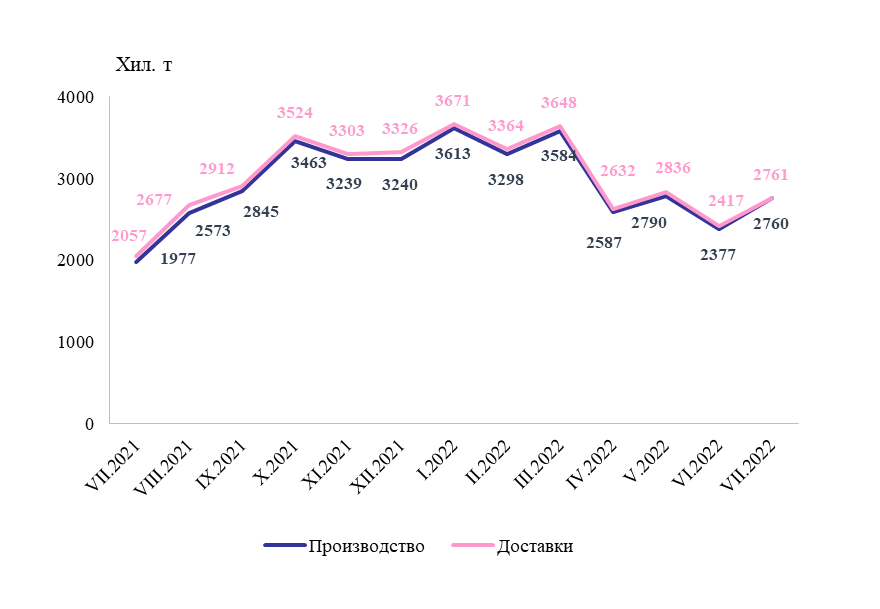 Хил. т
4000
3000
2000
1000
0
2057 2677 2912 3524 3303 3326 3671 3364 3648 2632 2836 2417 2761
1977 2573 2845 3463 3239 3240 3613 3298 3584 2587 2790 2377 2760
VII.2021 VIII.2021 IX.2021 X.2021 XI.2021 XII.2021 I.2022 II.2022 III.2022 IV.2022 V.2022 VI.2022 VII.2022
Производство Доставки